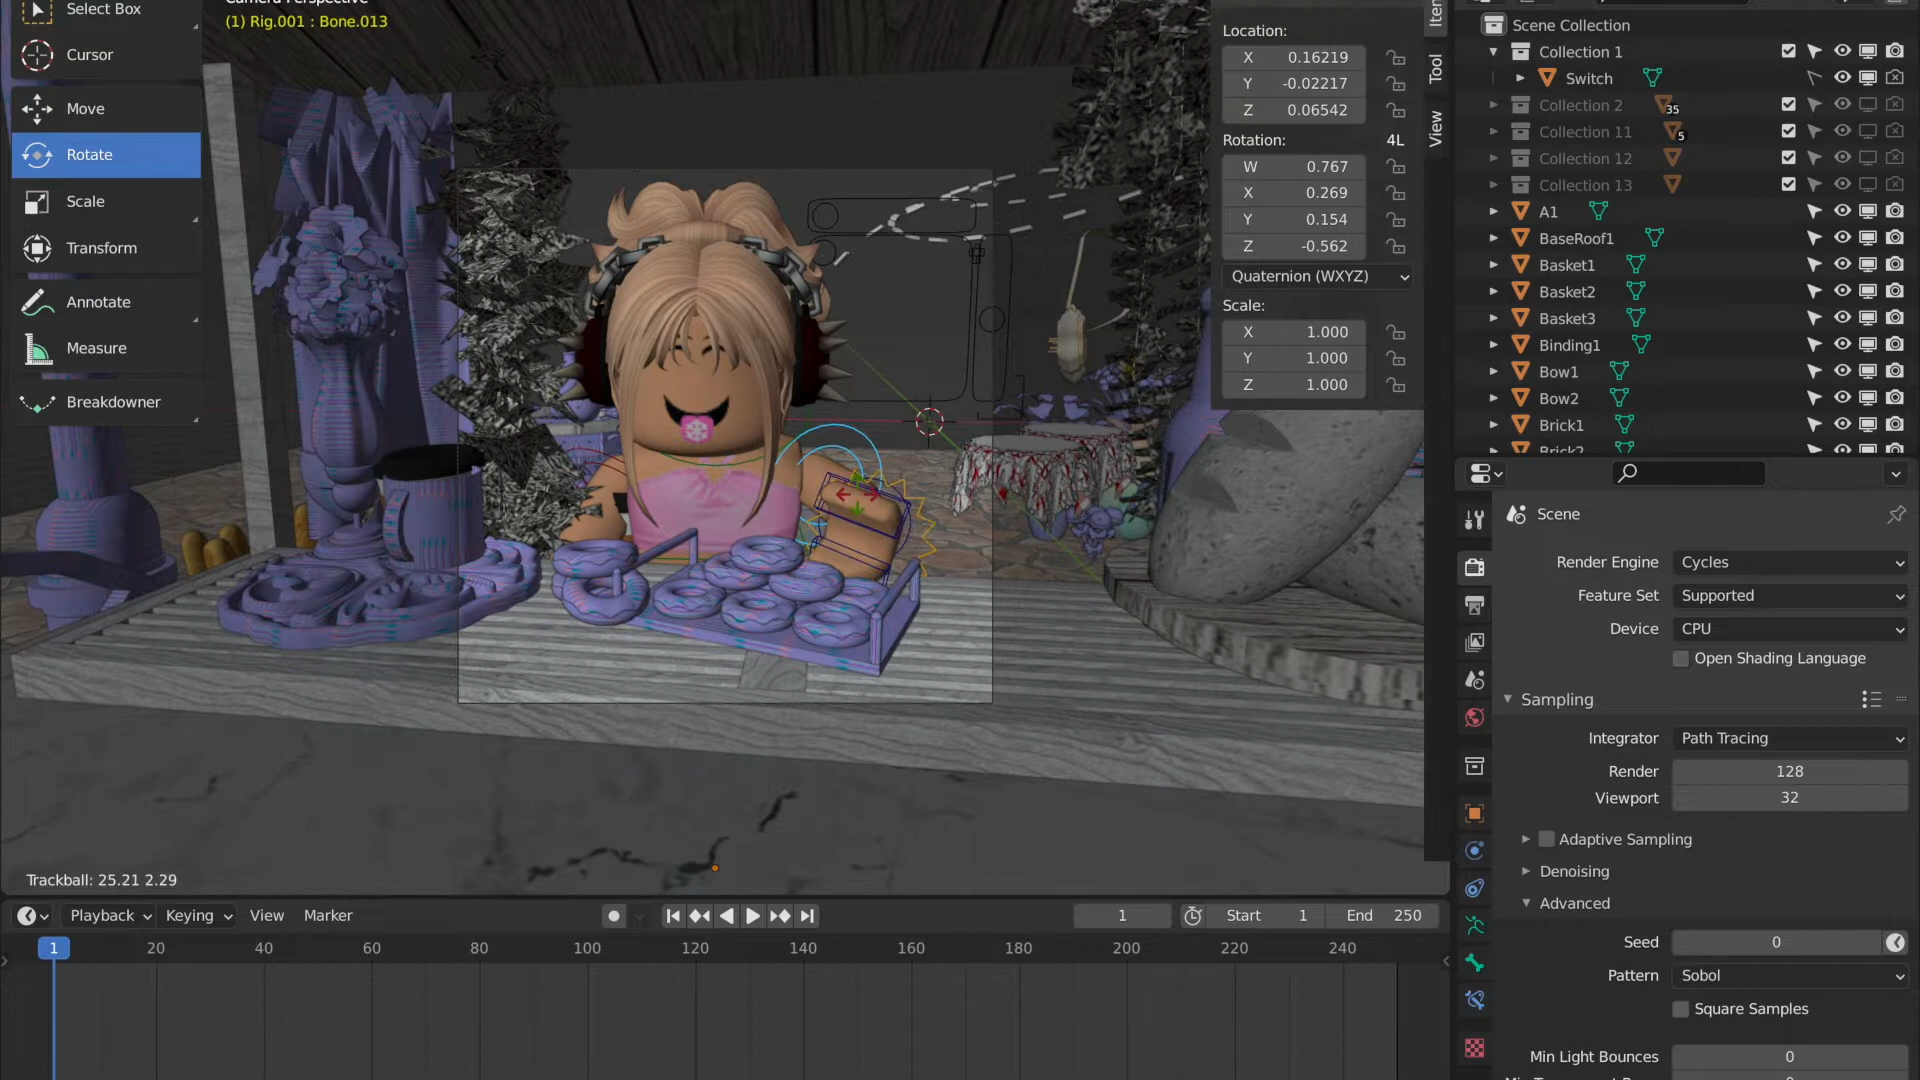 Select Box
(1) Rig.001 : Bone.013
Cursor
Move
Rotate
Scale
Transform
Annotate
Measure
Breakdowner
Trackball: 25.21 2.29
Location:
X 0.16219
Y -0.02217
Z 0.06542
Rotation: 4L
W 0.767
X 0.269
Y 0.154
Z -0.562
Quaternion (WXYZ)
Scale:
X 1.000
Y 1.000
Z 1.000
Item
Tool
View
Scene Collection
Collection 1
Switch
Collection 2 35
Collection 11 5
Collection 12
Collection 13
A1
BaseRoof1
Basket1
Basket2
Basket3
Binding1
Bow1
Bow2
Brick1
Brick2
Scene
Render Engine Cycles
Feature Set Supported
Device CPU
Open Shading Language
Sampling
Integrator Path Tracing
Render 128
Viewport 32
Adaptive Sampling
Denoising
Advanced
Seed 0
Pattern Sobol
Square Samples
Min Light Bounces 0
Playback Keying View Marker
1 Start 1 End 250
1 20 40 60 80 100 120 140 160 180 200 220 240